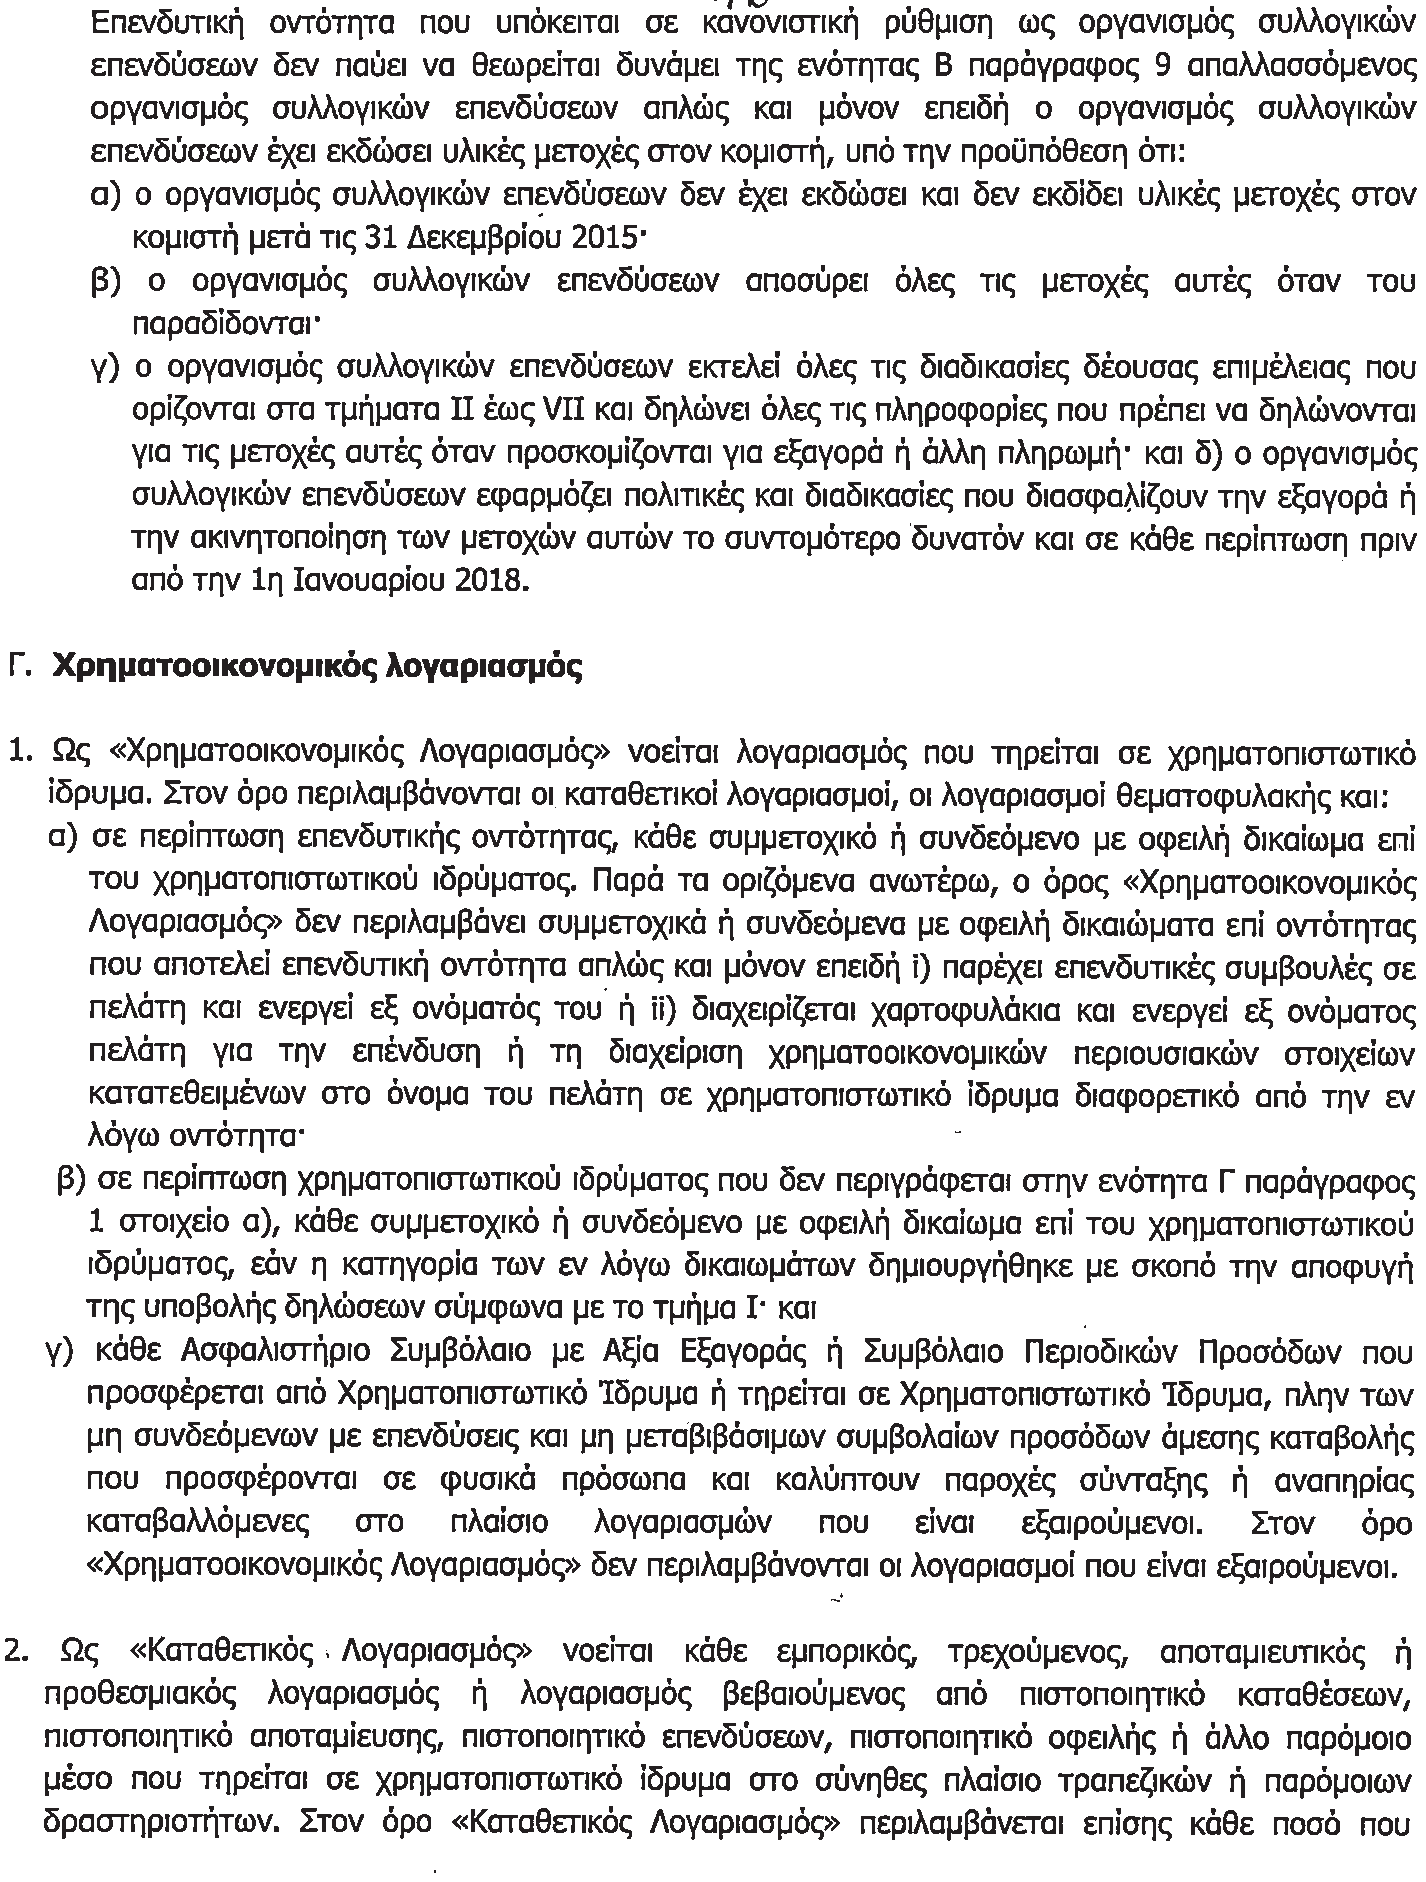 Επενδυτική οντότητα που υπόκειται σε κανονιστική ρύθμιση ως οργανισμός συλλογικών
επενδύσεων δεν παύει να θεωρείται δυνάμει της ενότητας Β παράγραφος 9 απαλλασσόμενος
οργανισμός συλλογικών επενδύσεων απλώς και μόνον επειδή ο οργανισμός συλλογικών
επενδύσεων έχει εκδώσει υλικές μετοχές στον κομιστή, υπό την προϋπόθεση ότι:
α) ο οργανισμός συλλογικών επενδύσεων δεν έχει εκδώσει και δεν εκδίδει υλικές μετοχές στον
κομιστή μετά τις 31 Δεκεμβρίου 2015·
β) ο οργανισμός συλλογικών επενδύσεων αποσύρει όλες τις μετοχές αυτές όταν του
παραδίδονται·
γ) ο οργανισμός συλλογικών επενδύσεων εκτελεί όλες τις διαδικασίες δέουσας επιμέλειας που
ορίζονται στα τμήματα II έως VII και δηλώνει όλες τις πληροφορίες που πρέπει να δηλώνονται
για τις μετοχές αυτές όταν προσκομίζονται για εξαγορά ή άλλη πληρωμή· και δ) ο οργανισμός
συλλογικών επενδύσεων εφαρμόζει πολιτικές και διαδικασίες που διασφαλίζουν την εξαγορά ή
την ακινητοποίηση των μετοχών αυτών το συντομότερο δυνατόν και σε κάθε περίπτωση πριν
από την 1η Ιανουαρίου 2018.
Γ. Χρηματοοικονομικός λογαριασμός
1. Ως «Χρηματοοικονομικός Λογαριασμός» νοείται λογαριασμός που τηρείται σε χρηματοπιστωτικό
ίδρυμα. Στον όρο περιλαμβάνονται οι καταθετικοί λογαριασμοί, οι λογαριασμοί θεματοφυλακής και:
α) σε περίπτωση επενδυτικής οντότητας, κάθε συμμετοχικό ή συνδεόμενο με οφειλή δικαίωμα επί
του χρηματοπιστωτικού ιδρύματος. Παρά τα οριζόμενα ανωτέρω, ο όρος «Χρηματοοικονομικός
Λογαριασμός» δεν περιλαμβάνει συμμετοχικά ή συνδεόμενα με οφειλή δικαιώματα επί οντότητας
που αποτελεί επενδυτική οντότητα απλώς και μόνον επειδή i) παρέχει επενδυτικές συμβουλές σε
πελάτη και ενεργεί εξ ονόματός του ή ii) διαχειρίζεται χαρτοφυλάκια και ενεργεί εξ ονόματος
πελάτη για την επένδυση ή τη διαχείριση χρηματοοικονομικών περιουσιακών στοιχείων
κατατεθειμένων στο όνομα του πελάτη σε χρηματοπιστωτικό ίδρυμα διαφορετικό από την εν
λόγω οντότητα·
β) σε περίπτωση χρηματοπιστωτικού ιδρύματος που δεν περιγράφεται στην ενότητα Γ παράγραφος
1 στοιχείο α), κάθε συμμετοχικό ή συνδεόμενο με οφειλή δικαίωμα επί του χρηματοπιστωτικού
ιδρύματος, εάν η κατηγορία των εν λόγω δικαιωμάτων δημιουργήθηκε με σκοπό την αποφυγή
της υποβολής δηλώσεων σύμφωνα με το τμήμα I· και
γ) κάθε Ασφαλιστήριο Συμβόλαιο με Αξία Εξαγοράς ή Συμβόλαιο Περιοδικών Προσόδων που
προσφέρεται από Χρηματοπιστωτικό Ίδρυμα ή τηρείται σε Χρηματοπιστωτικό Ίδρυμα, πλην των
μη συνδεόμενων με επενδύσεις και μη μεταβιβάσιμων συμβολαίων προσόδων άμεσης καταβολής
που προσφέρονται σε φυσικά πρόσωπα και καλύπτουν παροχές σύνταξης ή αναπηρίας
καταβαλλόμενες στο πλαίσιο λογαριασμών που είναι εξαιρούμενοι. Στον όρο
«Χρηματοοικονομικός Λογαριασμός» δεν περιλαμβάνονται οι λογαριασμοί που είναι εξαιρούμενοι.
2. Ως «Καταθετικός Λογαριασμός» νοείται κάθε εμπορικός, τρεχούμενος, αποταμιευτικός ή
προθεσμιακός λογαριασμός ή λογαριασμός βεβαιούμενος από πιστοποιητικό καταθέσεων,
πιστοποιητικό αποταμίευσης, πιστοποιητικό επενδύσεων, πιστοποιητικό οφειλής ή άλλο παρόμοιο
μέσο που τηρείται σε χρηματοπιστωτικό ίδρυμα στο σύνηθες πλαίσιο τραπεζικών ή παρόμοιων
δραστηριοτήτων. Στον όρο «Καταθετικός Λογαριασμός» περιλαμβάνεται επίσης κάθε ποσό που